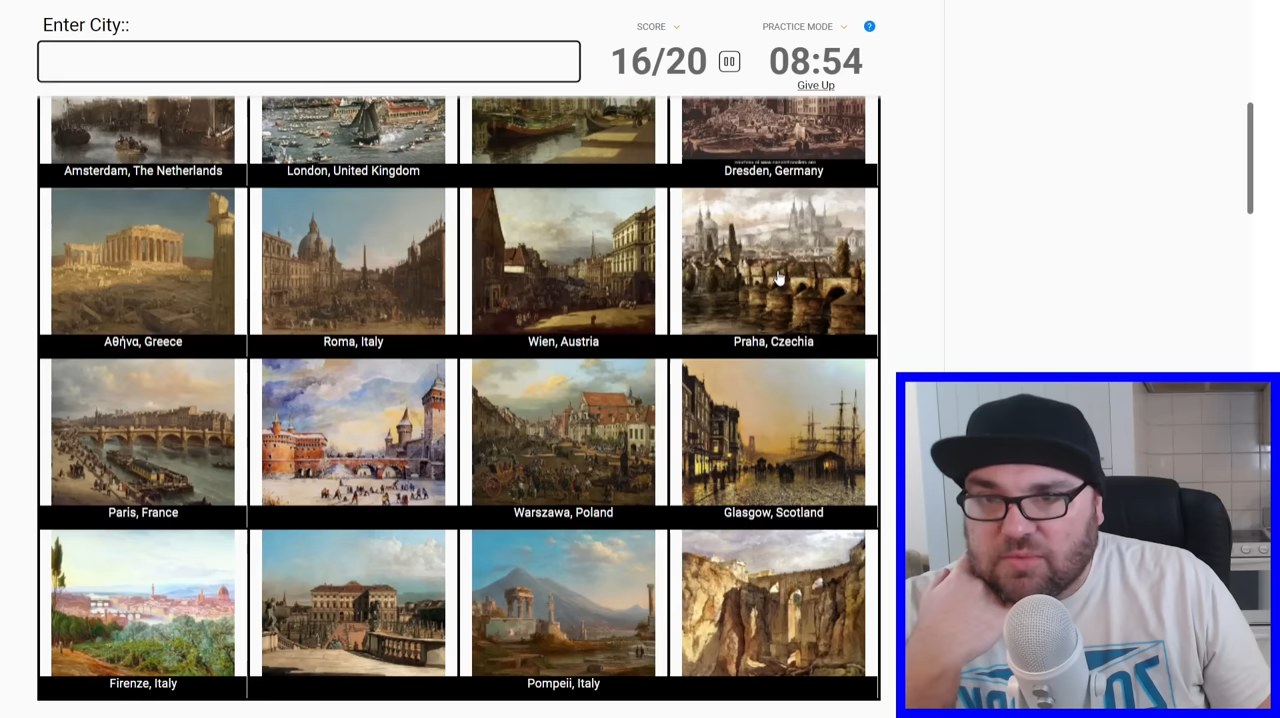 Enter City::
SCORE
PRACTICE MODE
?
16/20
08:54
Give Up
Amsterdam, The Netherlands
London, United Kingdom
Dresden, Germany
Αθήνα, Greece
Roma, Italy
Wien, Austria
Praha, Czechia
Paris, France
Warszawa, Poland
Glasgow, Scotland
Firenze, Italy
Pompeii, Italy